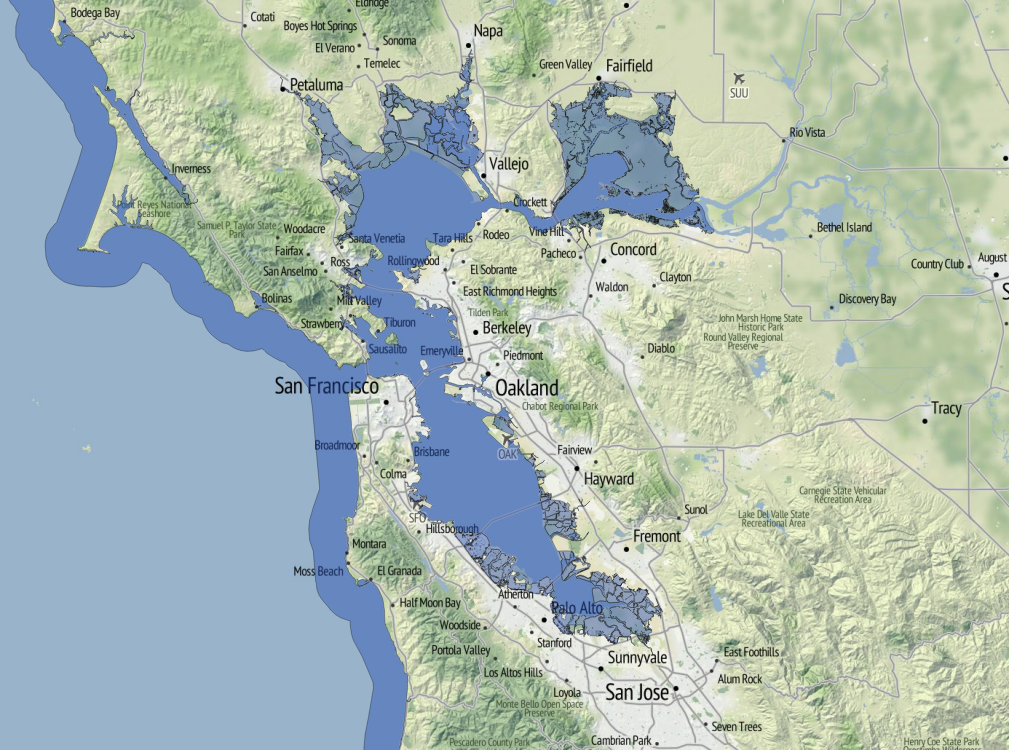 Eldridge
Bodega Bay
Cotati
Boyes Hot Springs
Napa
El Verano
Sonoma
Temelec
Green Valley
Fairfield
SUU
Petaluma
Rio Vista
Vallejo
Inverness
Point Reyes National
Seashore
Crockett
Samuel P. Taylor State
Park
Woodacre
Santa Venetia
Tara Hills
Rodeo
Vine Hill
Bethel Island
Fairfax
Ross
Rollingwood
Pacheco
Concord
San Anselmo
El Sobrante
Clayton
Country Club
August
S
East Richmond Heights
Waldon
Bolinas
Mill Valley
Discovery Bay
Tilden Park
Strawberry
Tiburon
Berkeley
John Marsh Home State
Historic Park
Round Valley Regional
Preserve
Sausalito
Emeryville
Piedmont
Diablo
San Francisco
Oakland
Chabot Regional Park
Tracy
Broadmoor
Brisbane
OAK
Fairview
Colma
Hayward
Carnegie State Vehicular
Recreation Area
SFO
Sunol
Lake Del Valle State
Recreational Area
Hillsborough
Fremont
Montara
Moss Beach
El Granada
Half Moon Bay
Atherton
Palo Alto
Woodside
Stanford
Portola Valley
Sunnyvale
East Foothills
Los Altos Hills
Alum Rock
Loyola
San Jose
Monte Bello Open Space
Preserve
Seven Trees
Pescadero County Park
Cambrian Park
Henry Coe State Park